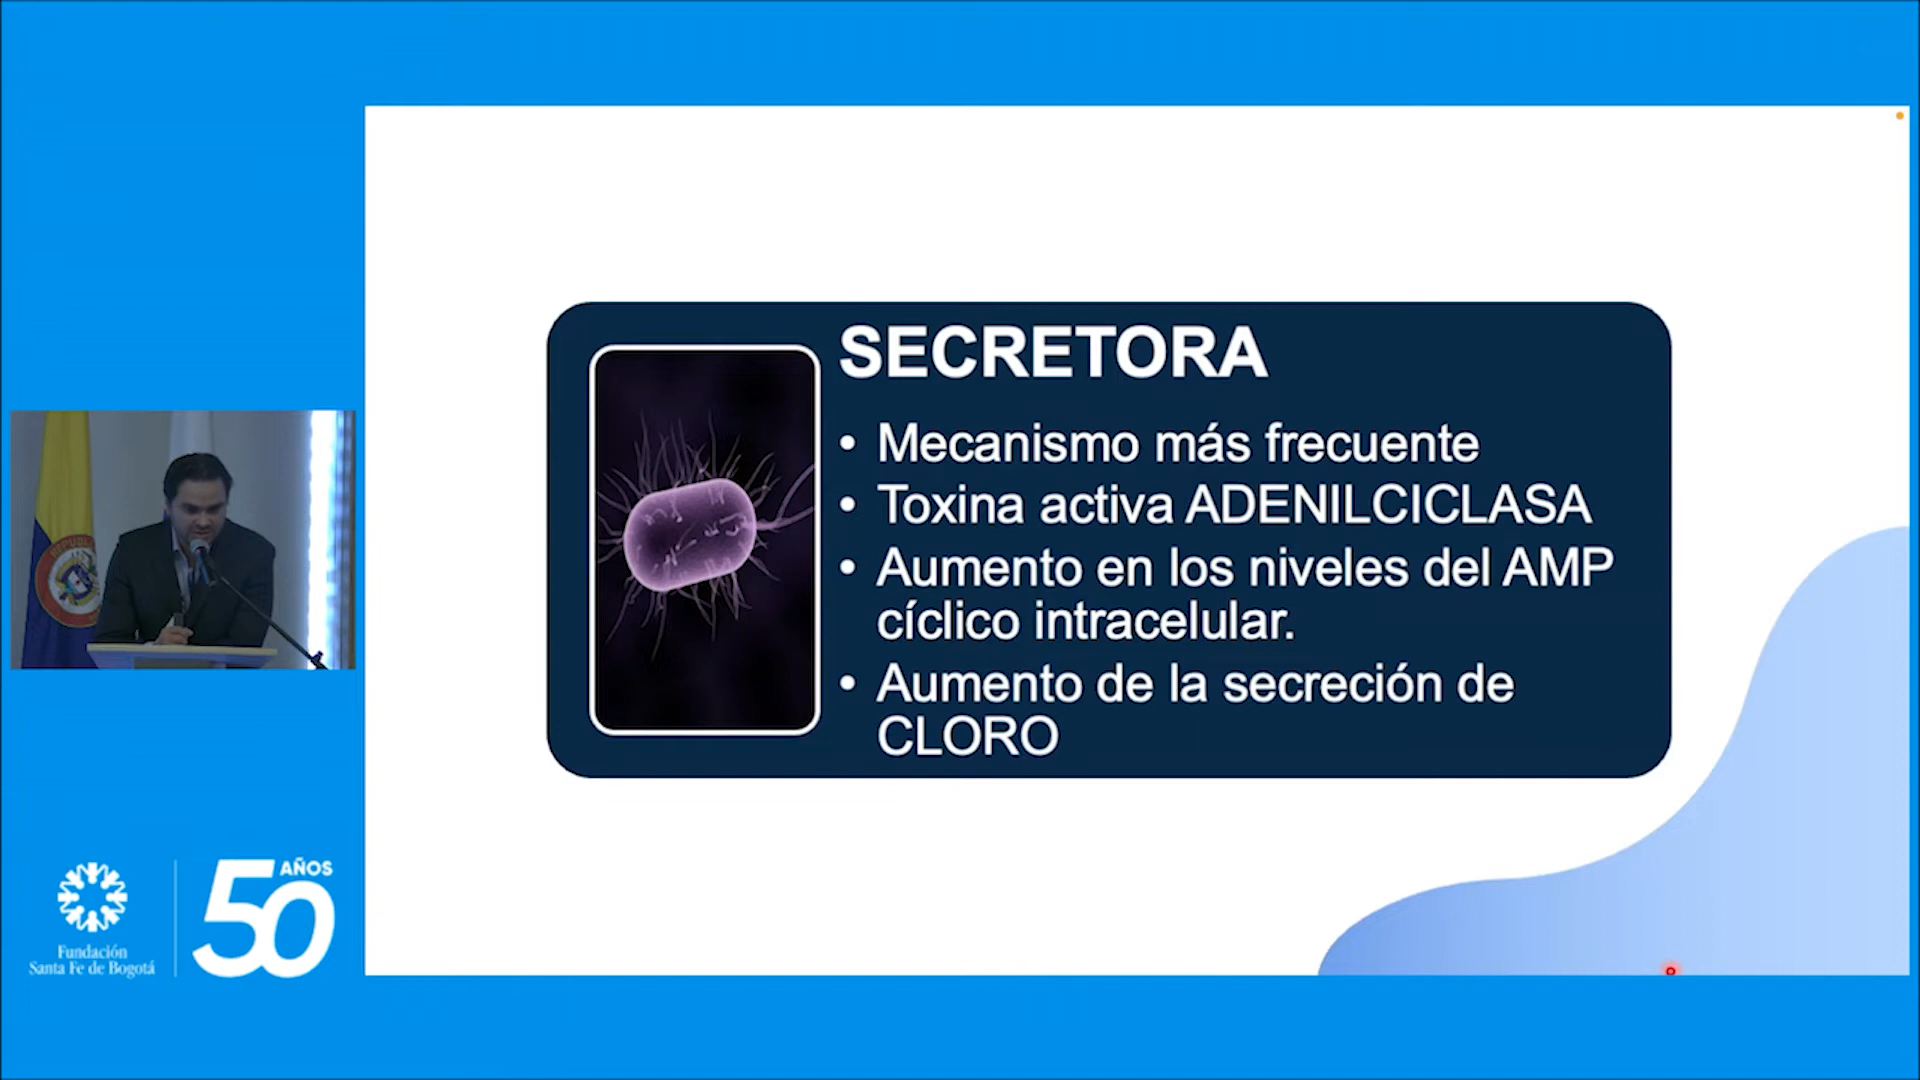 SECRETORA
• Mecanismo más frecuente
• Toxina activa ADENILCICLASA
• Aumento en los niveles del AMP
cíclico intracelular.
• Aumento de la secreción de
CLORO
50 AÑOS
Fundación
Santa Fe de Bogotá